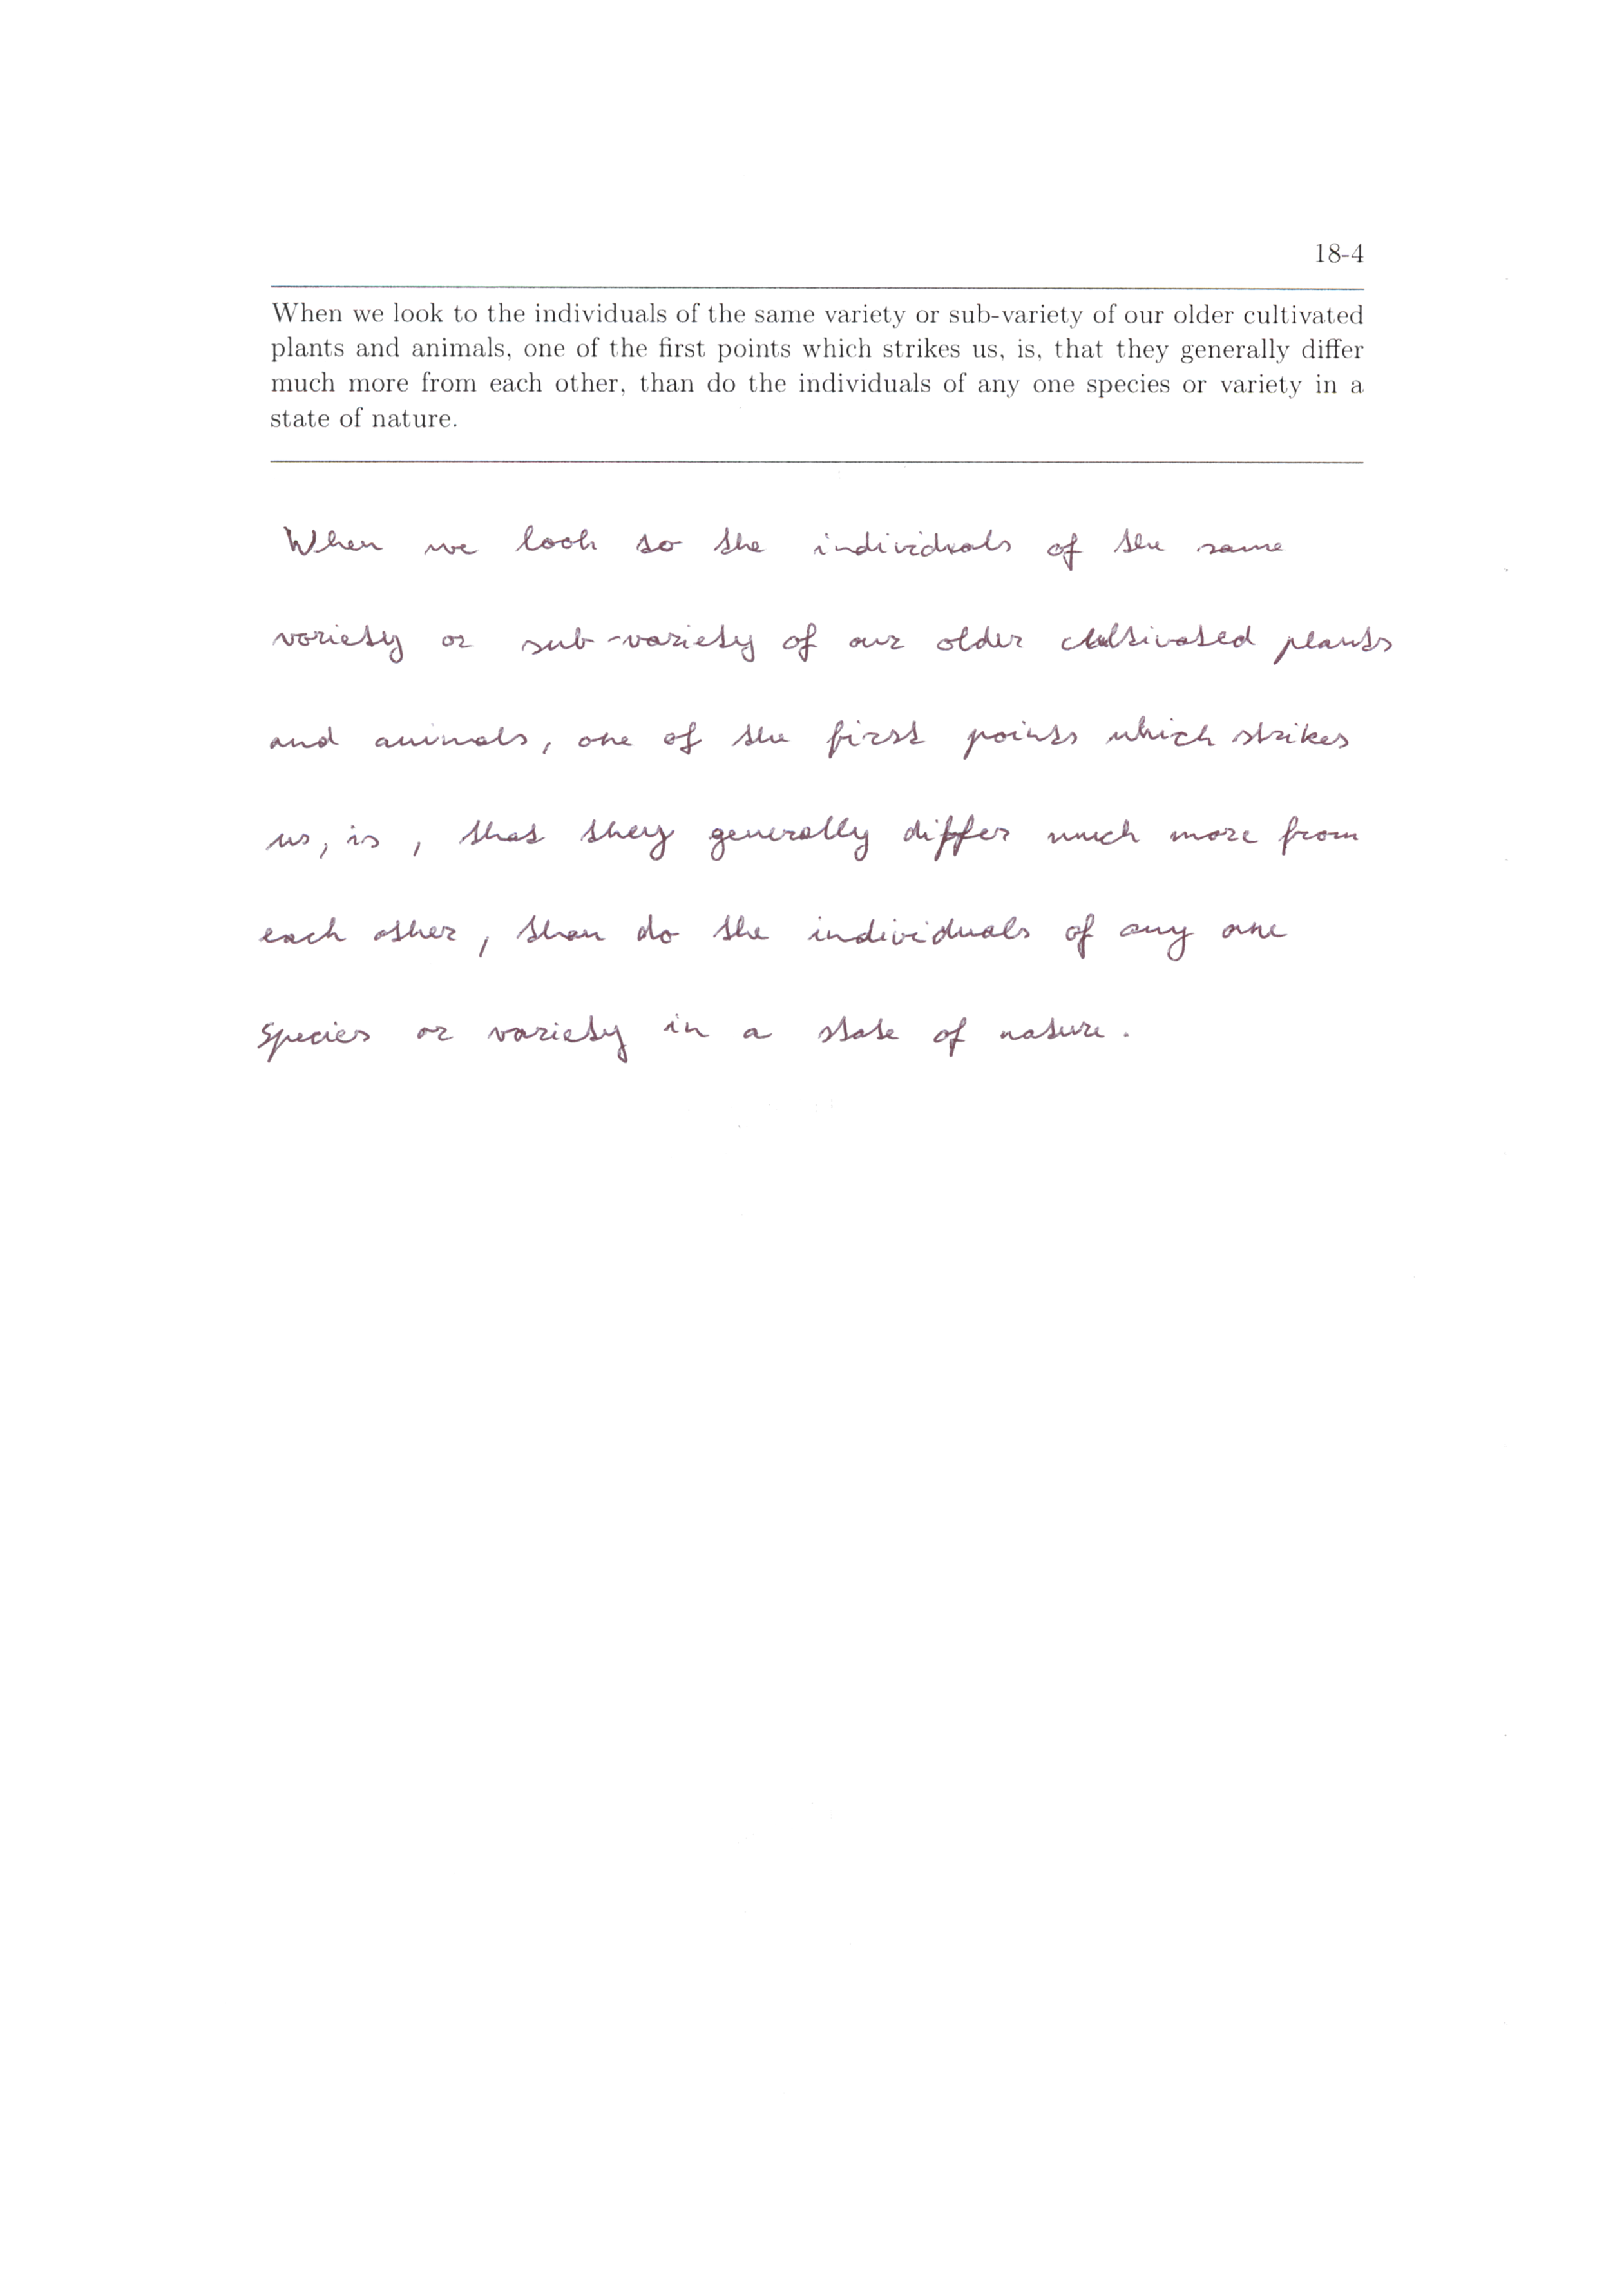 18-4
When we look to the individuals of the same variety or sub-variety of our older cultivated
plants and animals, one of the first points which strikes us, is, that they generally differ
much more from each other, than do the individuals of any one species or variety in a
state of nature.
When we look to the individuals of the same
variety or sub-variety of our older cultivated plants
and animals, one of the first points which strikes
us, is, that they generally differ much more from
each other, than do the individuals of any one
species or variety in a state of nature.